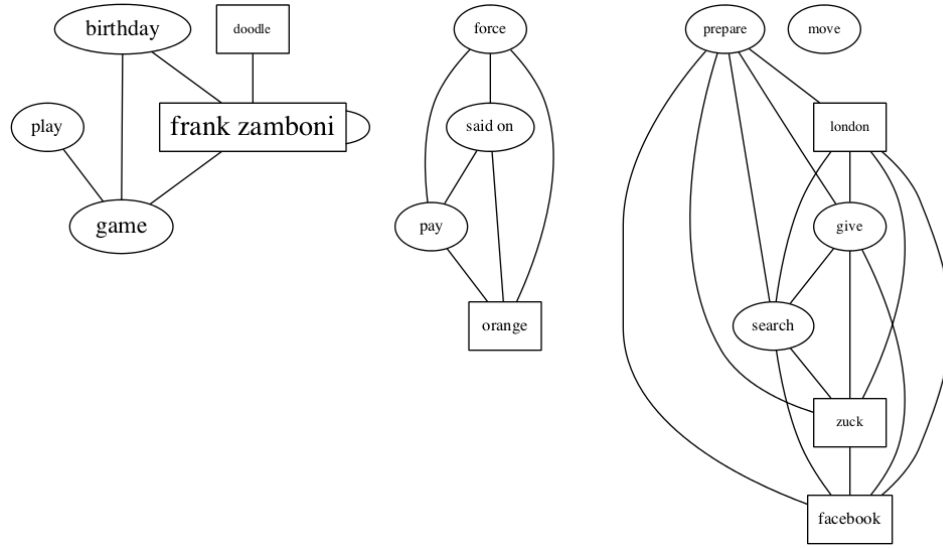 birthday
doodle
play
frank zamboni
game
force
said on
pay
orange
prepare
move
london
give
search
zuck
facebook